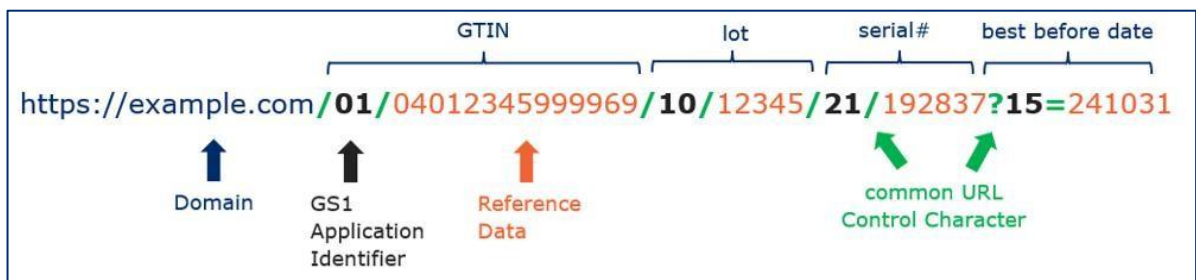 GTIN lot serial# best before date
https://example.com/01/04012345999969/10/12345/21/192837?15=241031
Domain
GS1
Application
Identifier
Reference
Data
common URL
Control Character